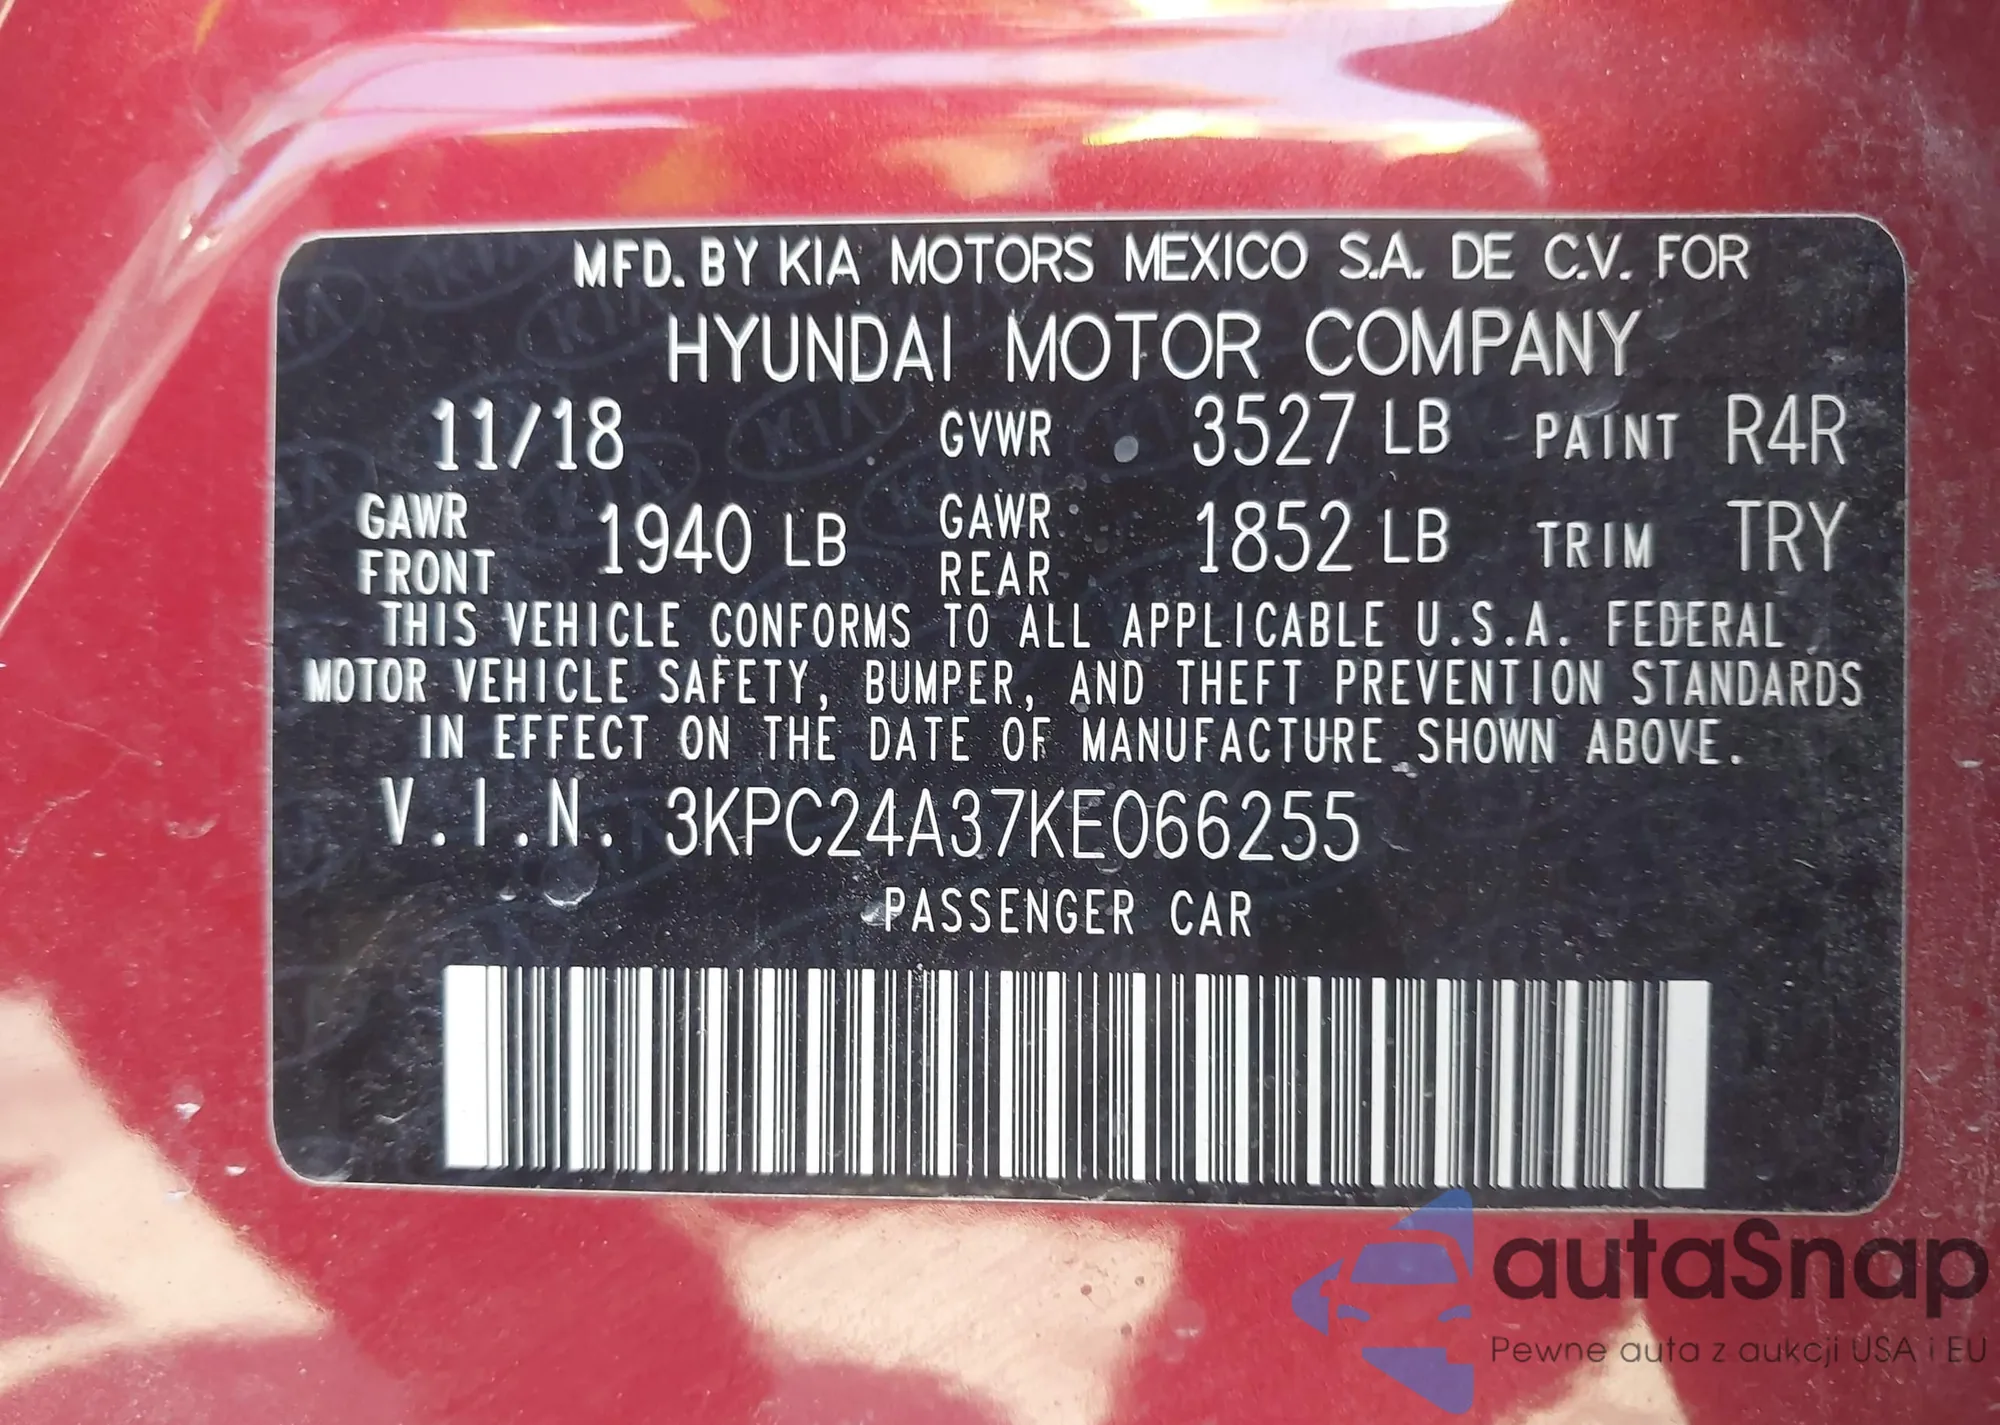 MFD. BY KIA MOTORS MEXICO S.A. DE C.V. FOR
HYUNDAI MOTOR COMPANY
11/18 GVWR : 3527 LB PAINT R4R
GAWR FRONT 1940 LB GAWR : REAR : 1852 LB TRIM TRY
THIS VEHICLE CONFORMS TO ALL APPLICABLE U.S.A. FEDERAL
MOTOR VEHICLE SAFETY, BUMPER, AND THEFT PREVENTION STANDARDS
IN EFFECT ON THE DATE OF MANUFACTURE SHOWN ABOVE.
V.I.N. 3KPC24A37KE066255
PASSENGER CAR
autaSnap
Pewne auta z aukcji USA i EU